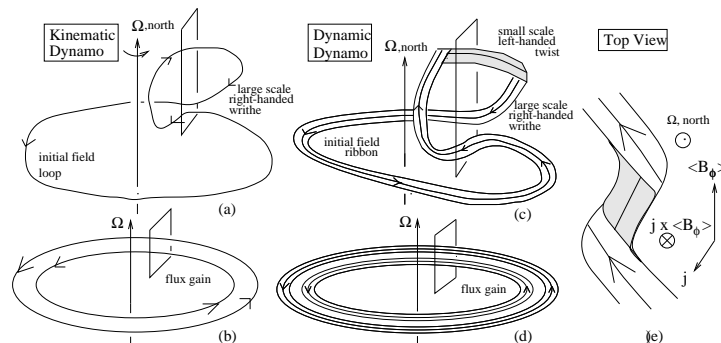 Kinematic
Dynamo
Ω,north
large scale
right-handed
writhe
initial field
loop
(a)
Ω
flux gain
(b)
Dynamic
Dynamo
Ω,north
small scale
left-handed
twist
large scale
right-handed
writhe
initial field
ribbon
(c)
Ω
flux gain
(d)
Top View
Ω, north
<B_ϕ>
j x <B_ϕ>
j
(e)